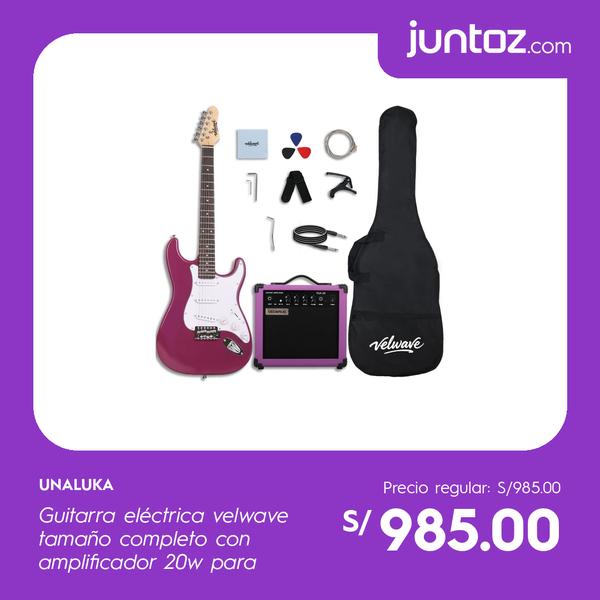 juntoz.com
velwave
UNALUKA
Guitarra eléctrica velwave
tamaño completo con
amplificador 20w para
Precio regular: S/985.00
S/ 985.00